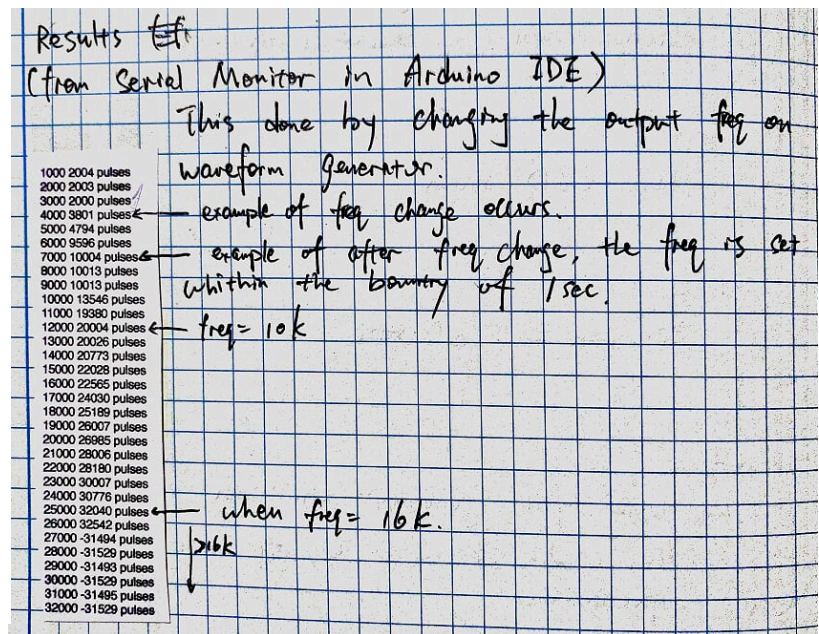 Results
(from Serial Monitor in Arduino IDE)
This done by changing the output freq on
waveform generator.
1000 2004 pulses
2000 2003 pulses
3000 2000 pulses
4000 3801 pulses ← example of freq change occurs.
5000 4794 pulses
6000 9596 pulses
7000 10004 pulses ← example of after freq change, the freq is set
whithin the bountry of 1 sec.
8000 10013 pulses
9000 10013 pulses
10000 13546 pulses
11000 19380 pulses
12000 20004 pulses ← freq = 10k
13000 20026 pulses
14000 20773 pulses
15000 22028 pulses
16000 22565 pulses
17000 24030 pulses
18000 25189 pulses
19000 26007 pulses
20000 26985 pulses
21000 28006 pulses
22000 28180 pulses
23000 30007 pulses
24000 30776 pulses
25000 32040 pulses ← when freq = 16k.
26000 32542 pulses
27000 -31494 pulses
28000 -31529 pulses >16k
29000 -31493 pulses
30000 -31529 pulses
31000 -31495 pulses
32000 -31529 pulses